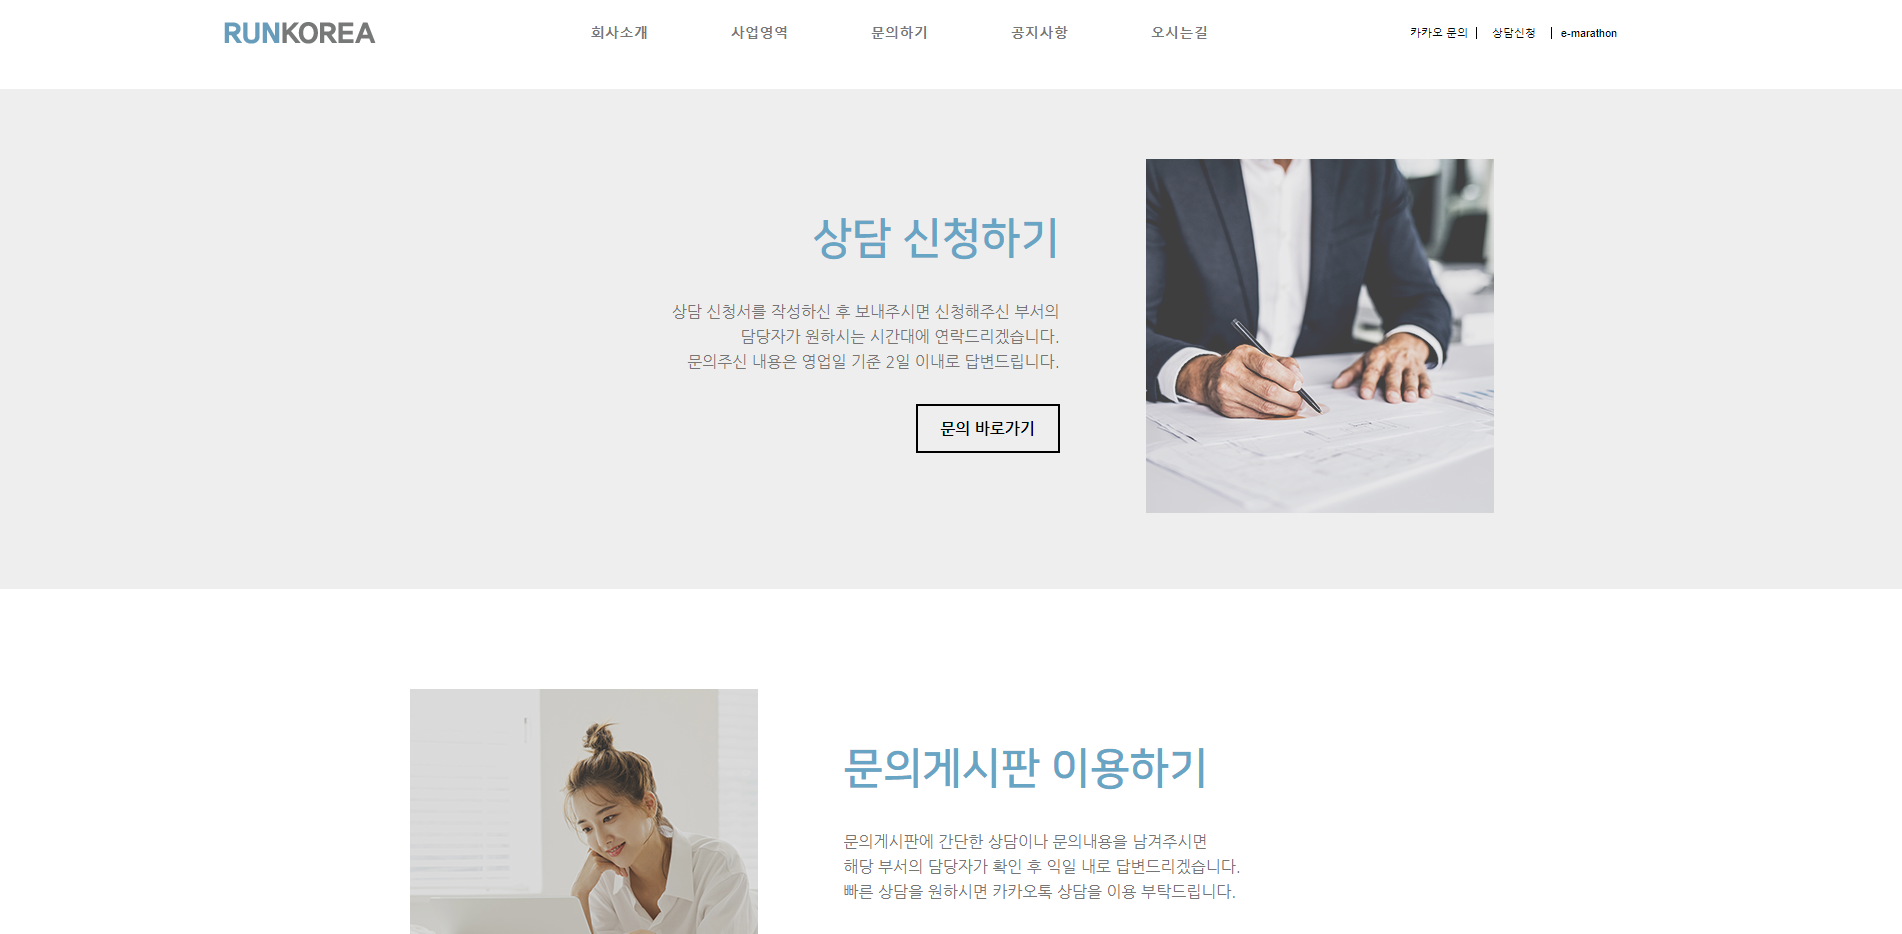 RUNKOREA
회사소개
사업영역
문의하기
공지사항
오시는길
카카오 문의 | 상담신청 | e-marathon
상담 신청하기
상담 신청서를 작성하신 후 보내주시면 신청해주신 부서의
담당자가 원하시는 시간대에 연락드리겠습니다.
문의주신 내용은 영업일 기준 2일 이내로 답변드립니다.
문의 바로가기
문의게시판 이용하기
문의게시판에 간단한 상담이나 문의내용을 남겨주시면
해당 부서의 담당자가 확인 후 익일 내로 답변드리겠습니다.
빠른 상담을 원하시면 카카오톡 상담을 이용 부탁드립니다.